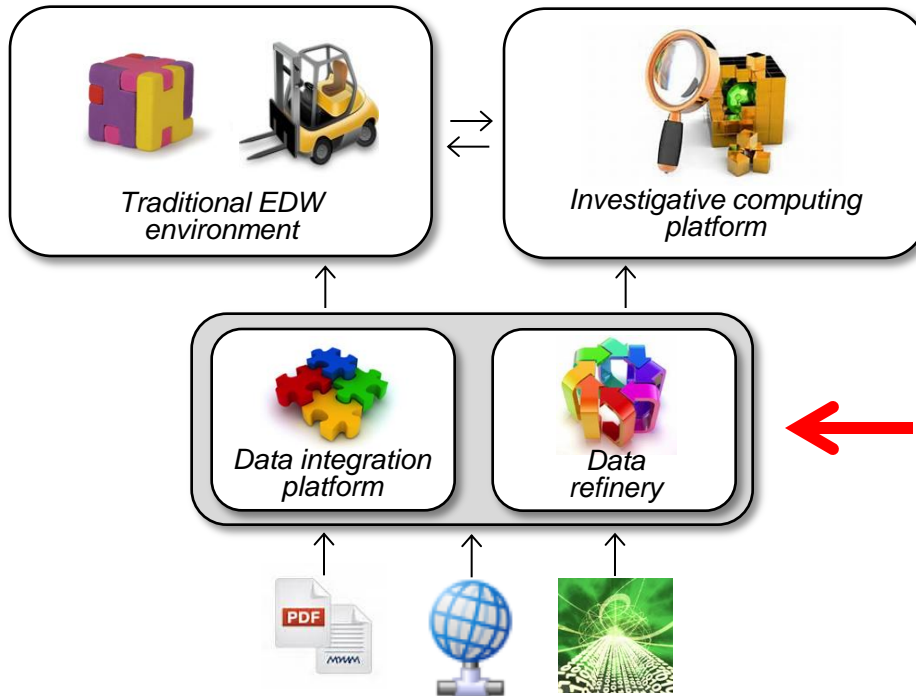 Traditional EDW
environment
Investigative computing
platform
Data integration
platform
Data
refinery
PDF